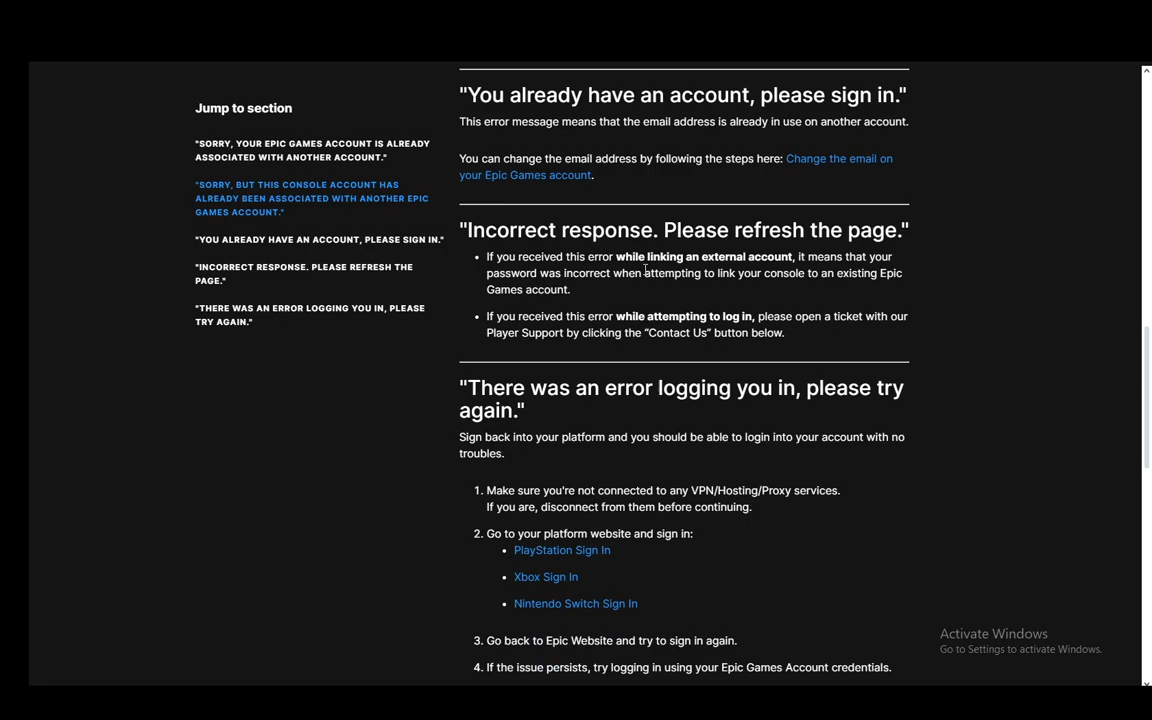 Jump to section
"SORRY, YOUR EPIC GAMES ACCOUNT IS ALREADY
ASSOCIATED WITH ANOTHER ACCOUNT."
"SORRY, BUT THIS CONSOLE ACCOUNT HAS
ALREADY BEEN ASSOCIATED WITH ANOTHER EPIC
GAMES ACCOUNT."
"YOU ALREADY HAVE AN ACCOUNT, PLEASE SIGN IN."
"INCORRECT RESPONSE. PLEASE REFRESH THE
PAGE."
"THERE WAS AN ERROR LOGGING YOU IN, PLEASE
TRY AGAIN."
"You already have an account, please sign in."
This error message means that the email address is already in use on another account.
You can change the email address by following the steps here: Change the email on
your Epic Games account.
"Incorrect response. Please refresh the page."
• If you received this error while linking an external account, it means that your
password was incorrect when attempting to link your console to an existing Epic
Games account.
• If you received this error while attempting to log in, please open a ticket with our
Player Support by clicking the “Contact Us” button below.
"There was an error logging you in, please try
again."
Sign back into your platform and you should be able to login into your account with no
troubles.
1. Make sure you're not connected to any VPN/Hosting/Proxy services.
If you are, disconnect from them before continuing.
2. Go to your platform website and sign in:
• PlayStation Sign In
• Xbox Sign In
• Nintendo Switch Sign In
3. Go back to Epic Website and try to sign in again.
4. If the issue persists, try logging in using your Epic Games Account credentials.
Activate Windows
Go to Settings to activate Windows.